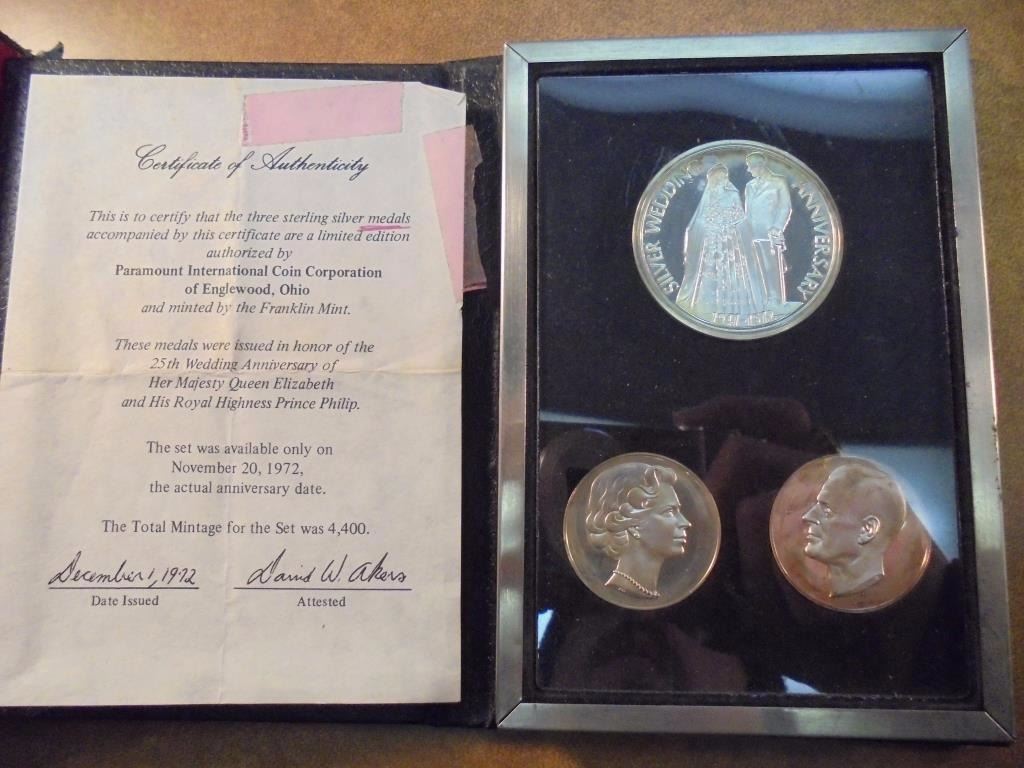 Certificate of Authenticity
This is to certify that the three sterling silver medals
accompanied by this certificate are a limited edition
authorized by
Paramount International Coin Corporation
of Englewood, Ohio
and minted by the Franklin Mint.
These medals were issued in honor of the
25th Wedding Anniversary of
Her Majesty Queen Elizabeth
and His Royal Highness Prince Philip.
The set was available only on
November 20, 1972,
the actual anniversary date.
The Total Mintage for the Set was 4,400.
December 1, 1972 David W. Akers
Date Issued Attested
SILVER WEDDING ANNIVERSARY
1947-1972